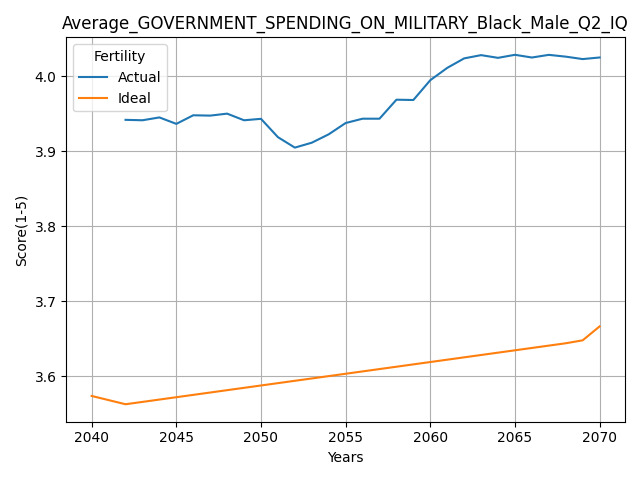 Average_GOVERNMENT_SPENDING_ON_MILITARY_Black_Male_Q2_IQ
Fertility
Actual
Ideal
4.0
3.9
3.8
3.7
3.6
Score(1-5)
2040 2045 2050 2055 2060 2065 2070
Years